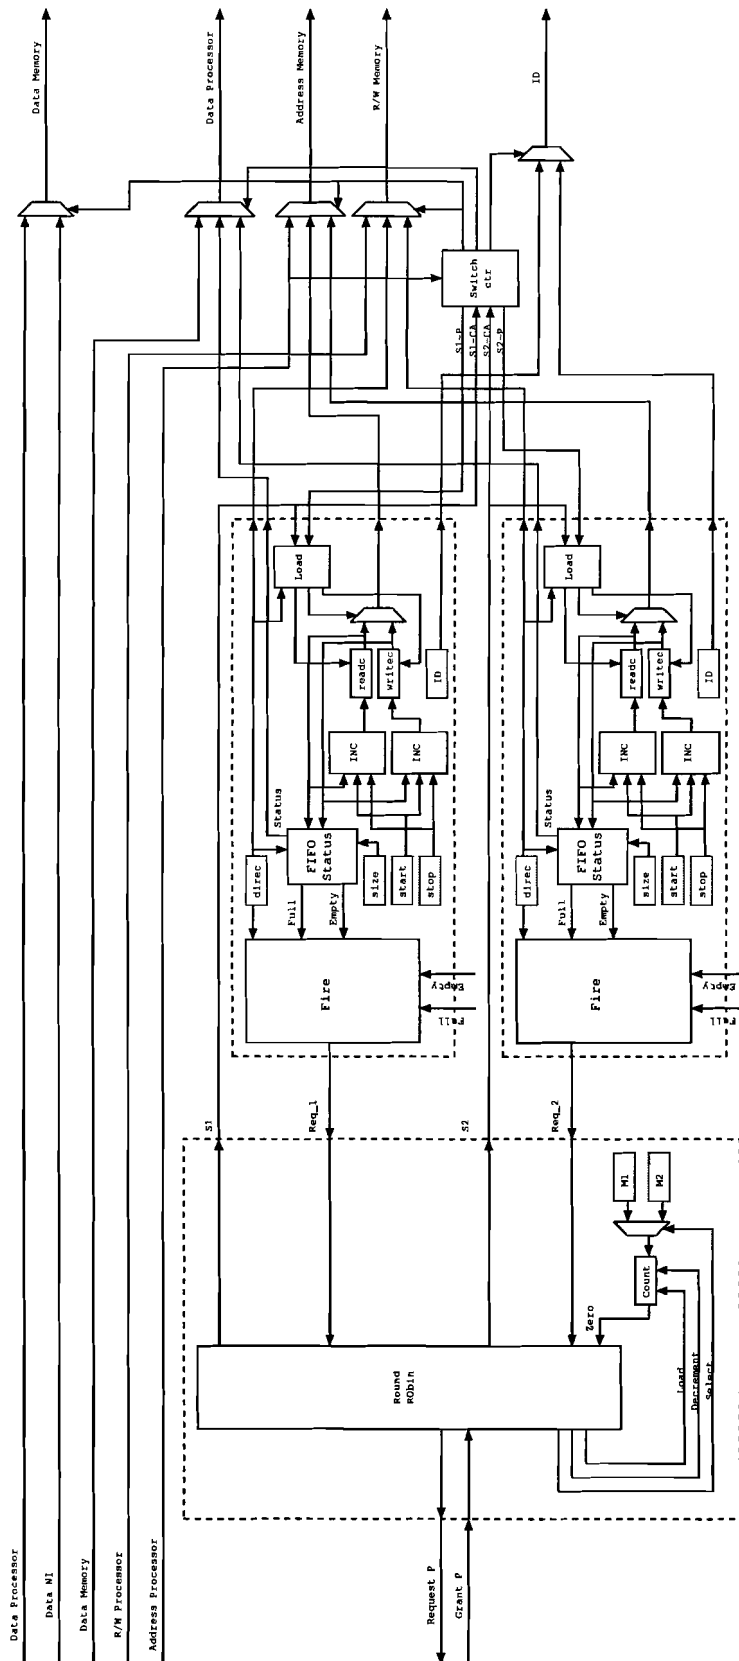 Data Memory
Data Processor
Address Memory
R/W Memory
ID
Switch
ctr
S1-P
S1-CA
S2-CA
S2-P
Load
readc
writec
ID
INC
INC
Status
FIFO
Status
direc
size
start
stop
Full
Empty
Fire
Empty
Full
Load
readc
writec
ID
INC
INC
Status
FIFO
Status
direc
size
start
stop
Full
Empty
Fire
Empty
Full
S1
Req_1
S2
Req_2
M1
M2
Count
Zero
Round
RObin
Load
Decrement
Select
Data Processor
Data NI
Data Memory
R/W Processor
Address Processor
Request P
Grant P